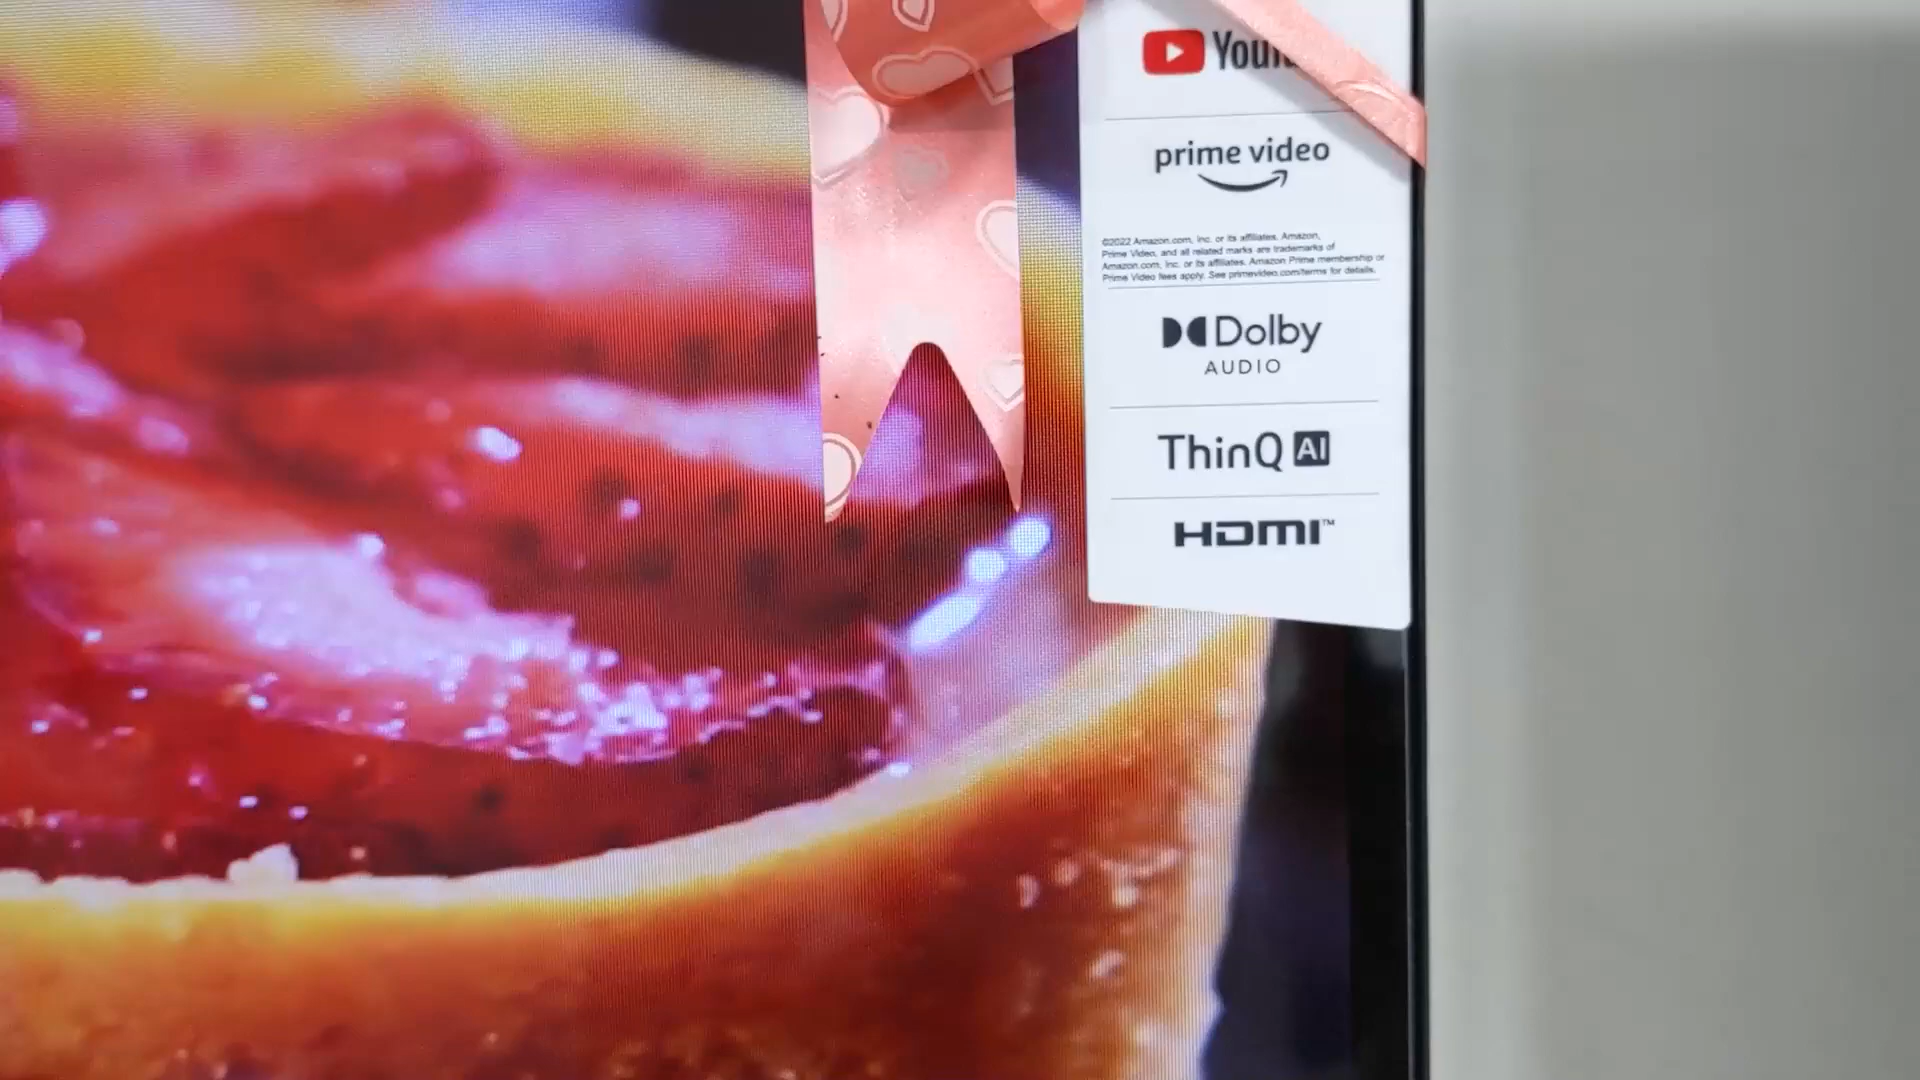 YouT
prime video
©2022 Amazon.com, Inc. or its affiliates. Amazon,
Prime Video, and all related marks are trademarks of
Amazon.com, Inc. or its affiliates. Amazon Prime membership or
Prime Video fees apply. See primevideo.com/terms for details.
Dolby
AUDIO
ThinQ AI
HDMI™